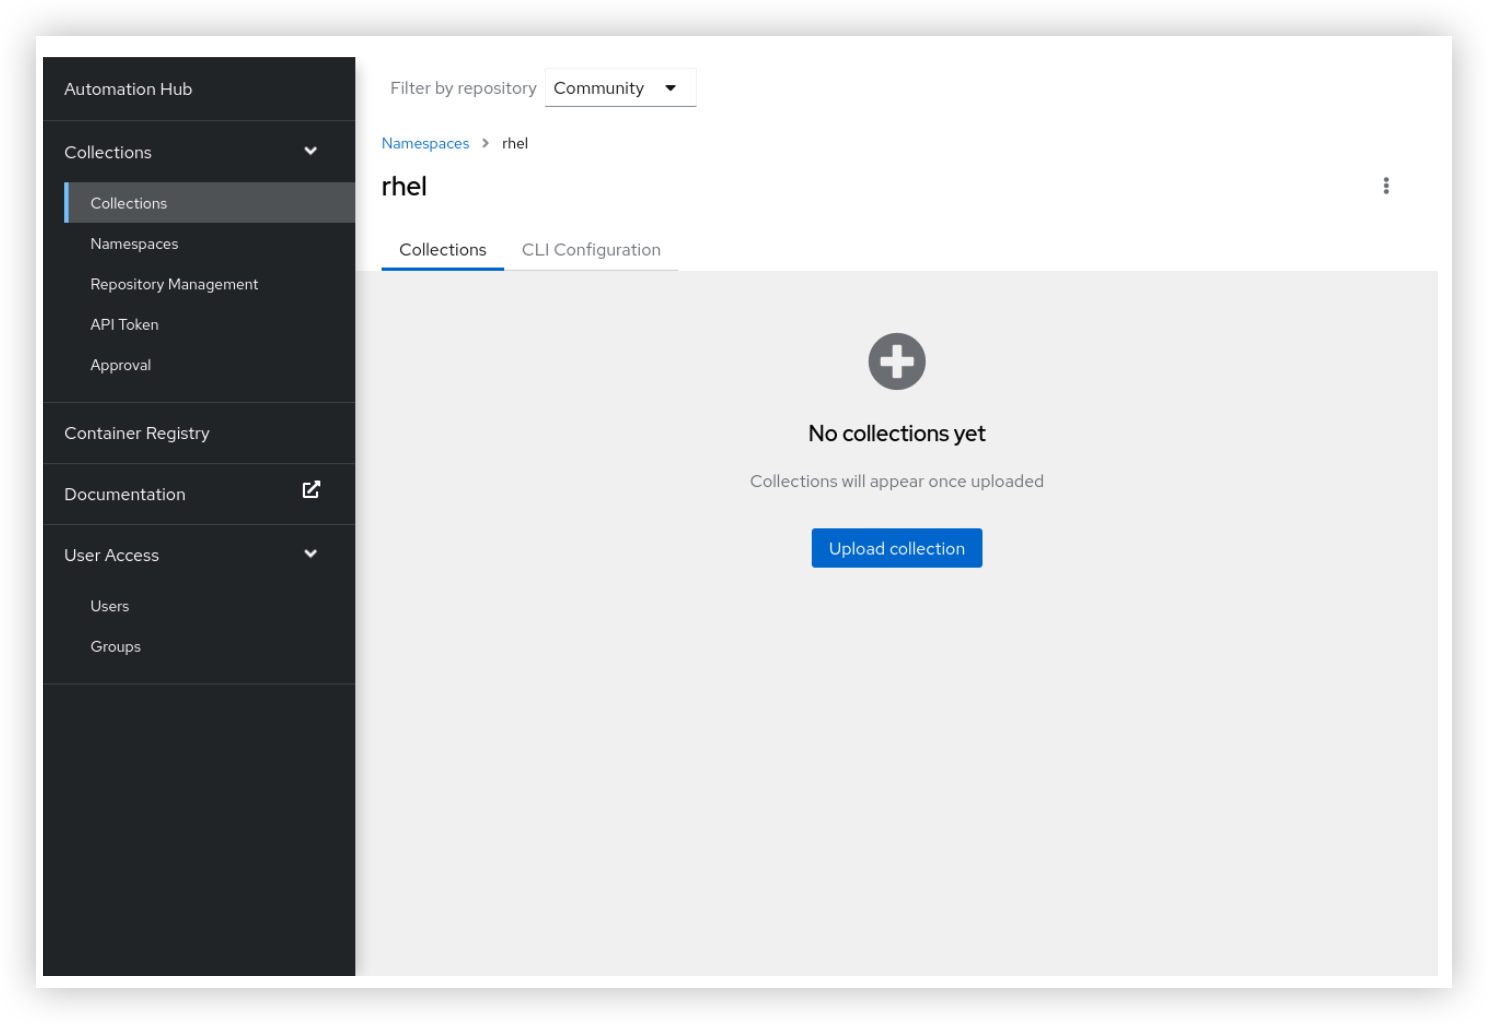 Automation Hub
Collections
Collections
Namespaces
Repository Management
API Token
Approval
Container Registry
Documentation
User Access
Users
Groups
Filter by repository Community
Namespaces > rhel
rhel
Collections CLI Configuration
No collections yet
Collections will appear once uploaded
Upload collection